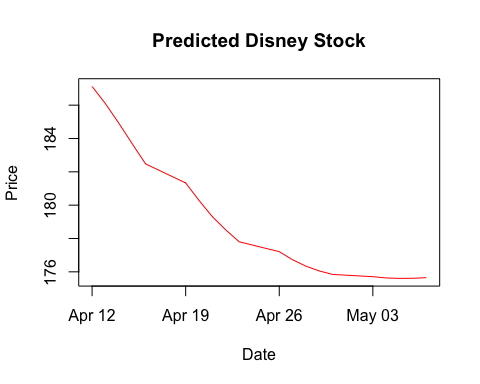 Predicted Disney Stock
Price
184
180
176
Apr 12 Apr 19 Apr 26 May 03
Date